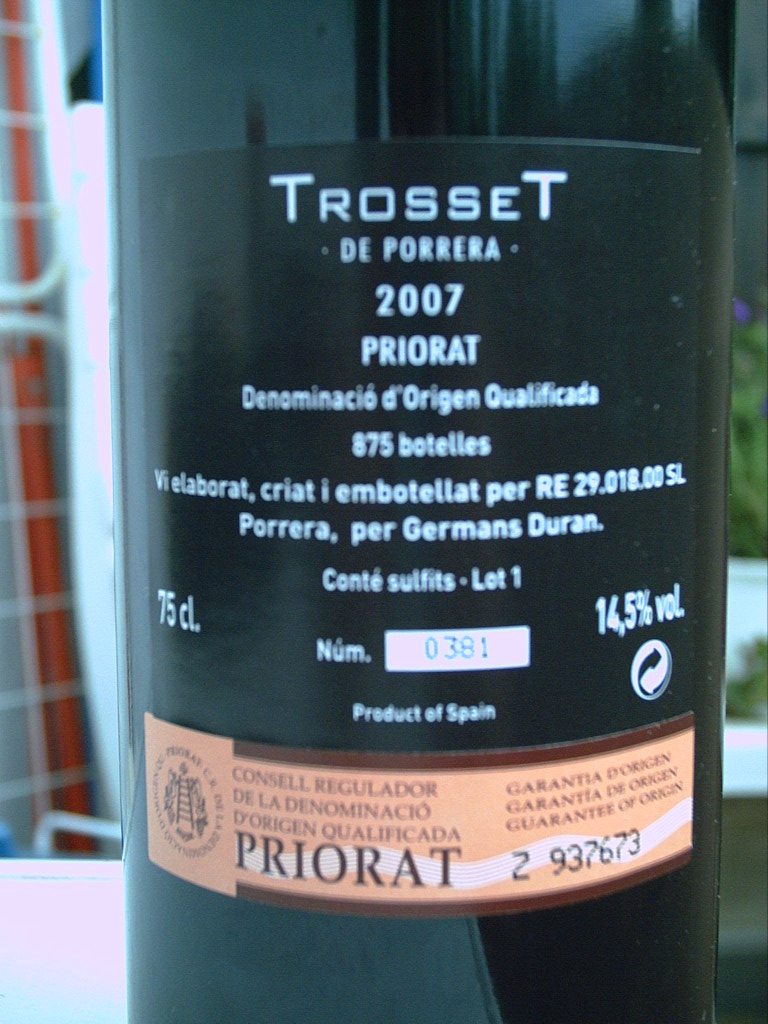 TROSSET
· DE PORRERA ·
2007
PRIORAT
Denominació d'Origen Qualificada
875 botelles
Vi elaborat, criat i embotellat per RE 29.018.00 SL
Porrera, per Germans Duran.
Conté sulfits · Lot 1
75 cl.
14,5% vol.
Núm. 0381
Product of Spain
CONSELL REGULADOR
DE LA DENOMINACIÓ
D'ORIGEN QUALIFICADA
PRIORAT
GARANTIA D'ORIGEN
GARANTÍA DE ORIGEN
GUARANTEE OF ORIGIN
2 937673